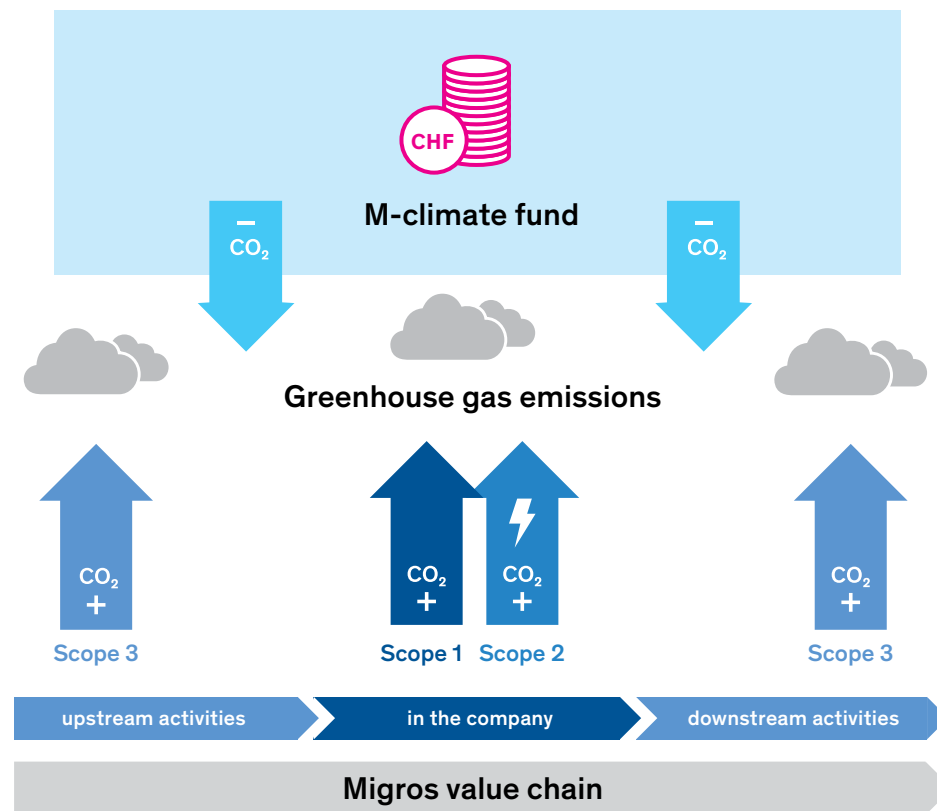 CHF
M-climate fund
− CO₂
− CO₂
Greenhouse gas emissions
CO₂ +
CO₂ +
CO₂ +
CO₂ +
Scope 3
Scope 1
Scope 2
Scope 3
upstream activities
in the company
downstream activities
Migros value chain